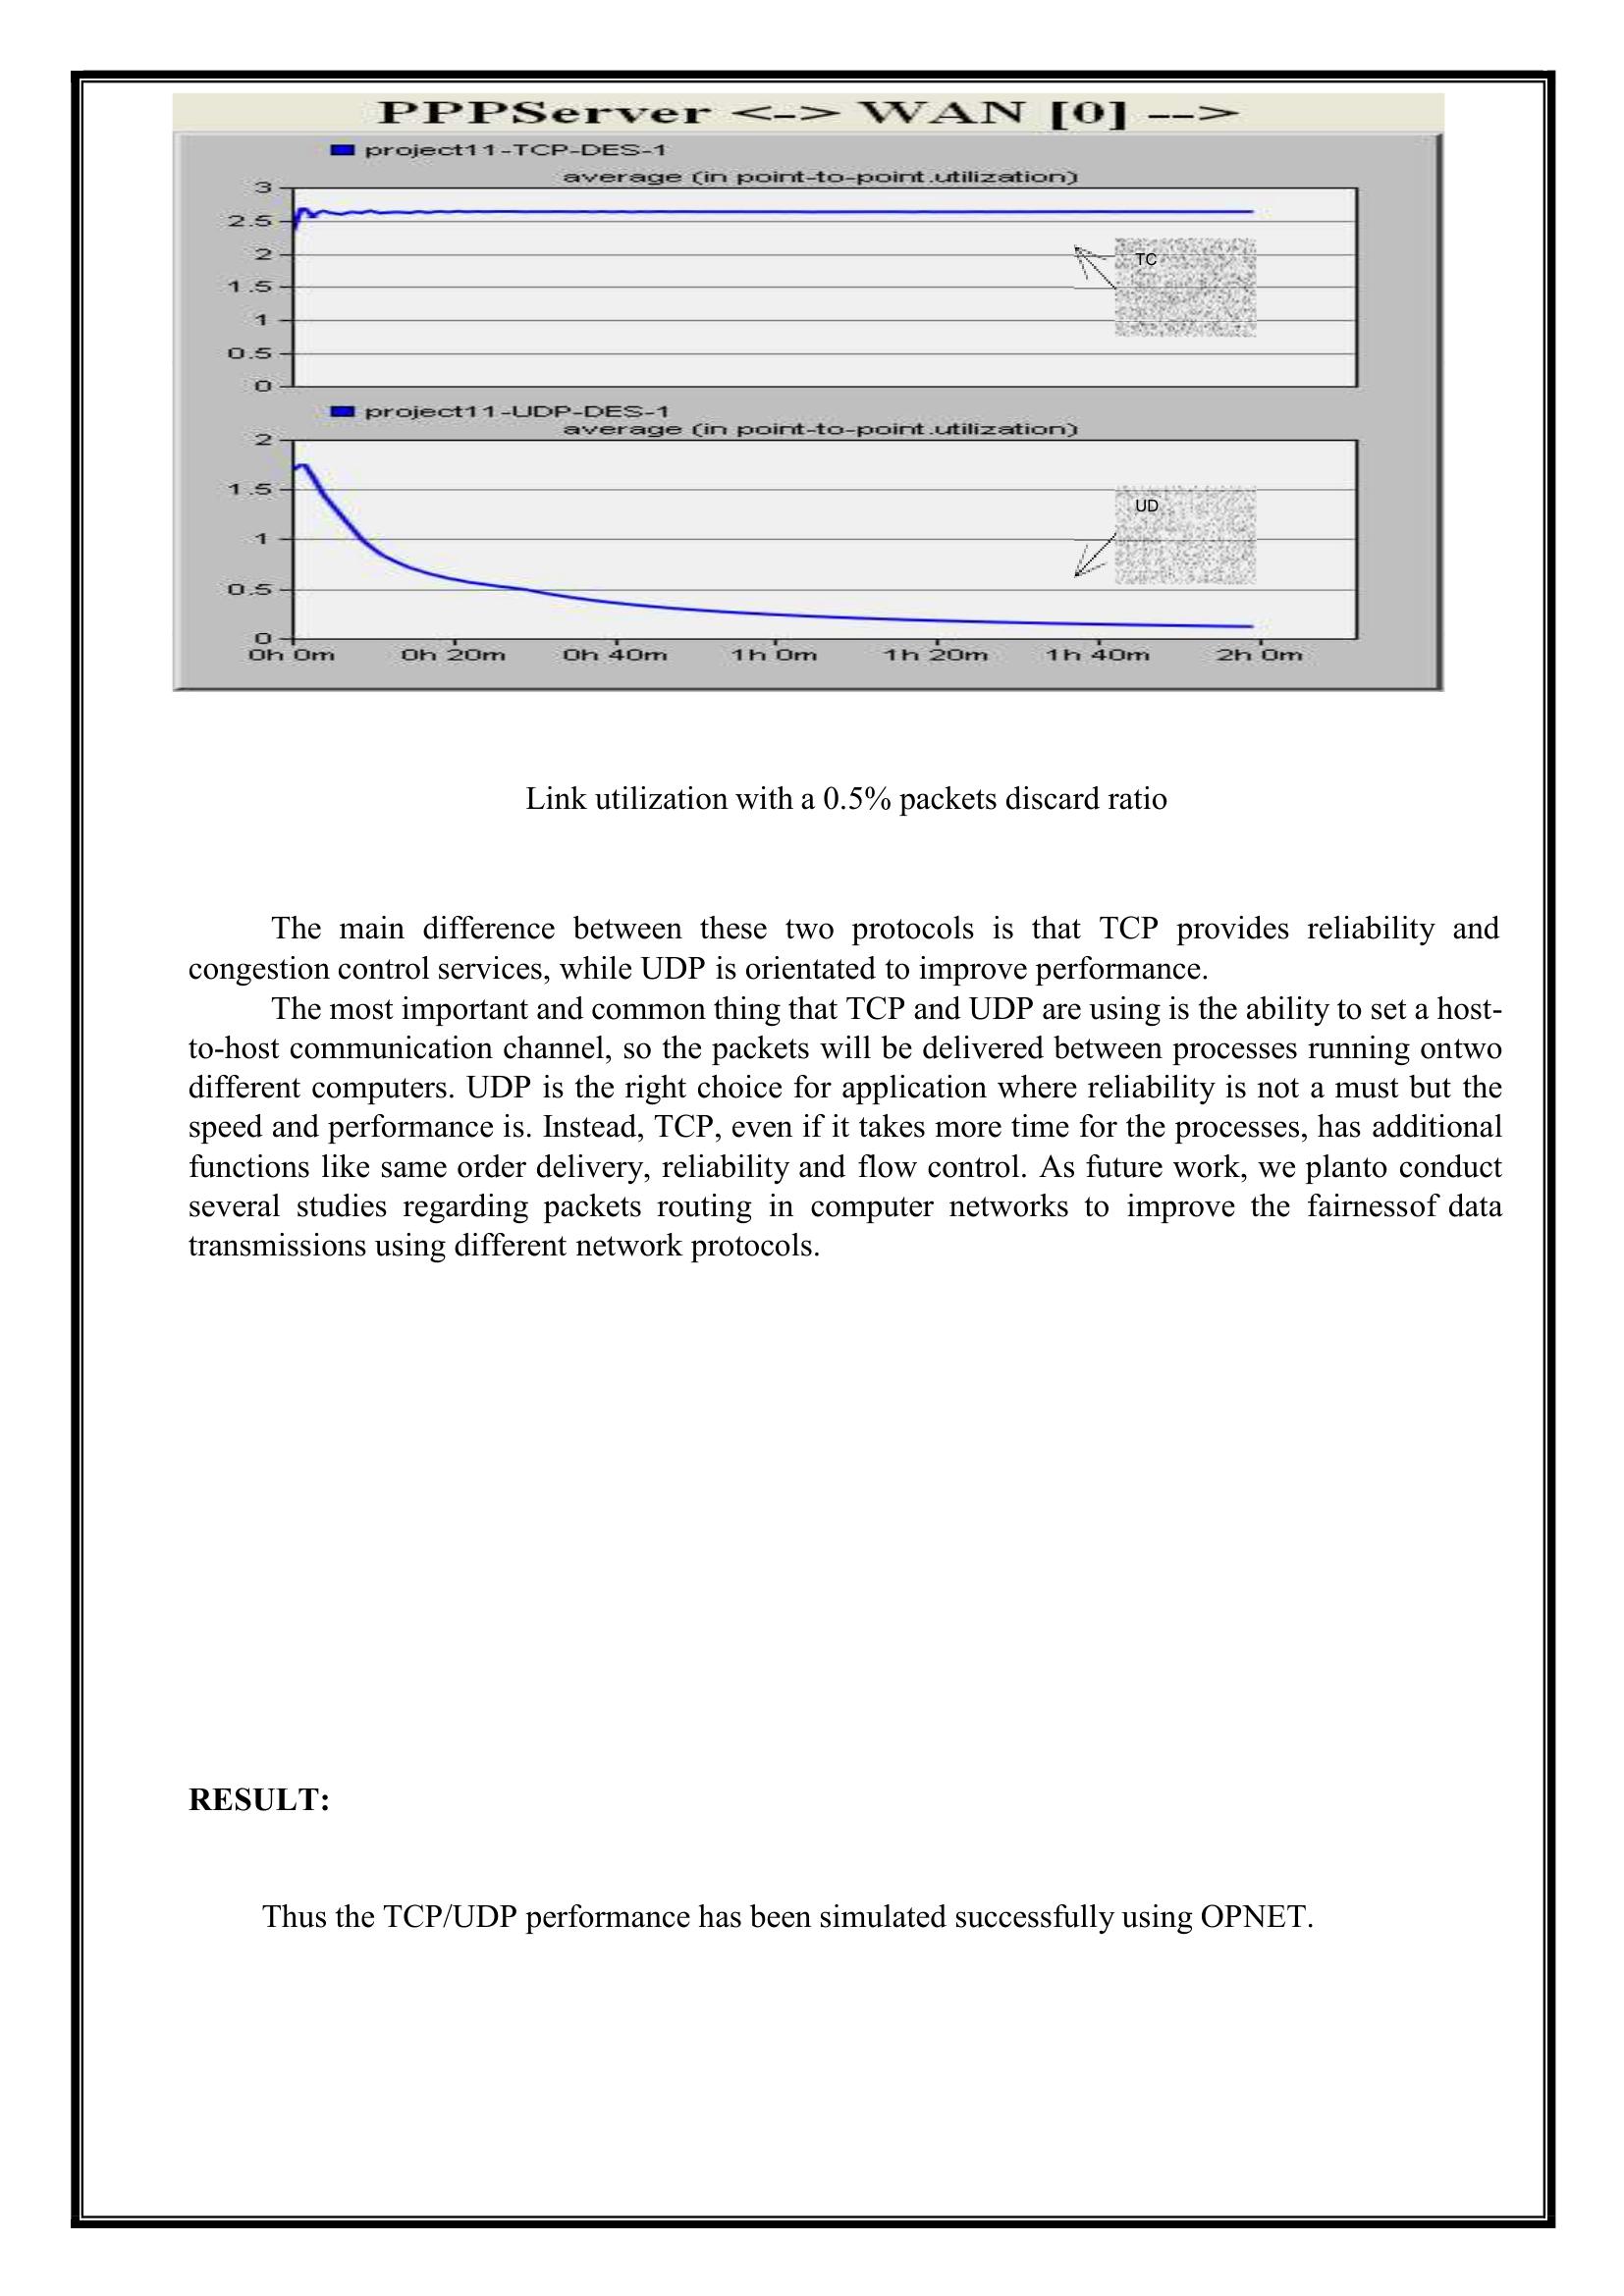 PPPServer <-> WAN [0] -->
project11-TCP-DES-1
average (in point-to-point.utilization)
3
2.5
2
1.5
1
0.5
0
TC
project11-UDP-DES-1
average (in point-to-point.utilization)
2
1.5
1
0.5
0
UD
0h 0m 0h 20m 0h 40m 1h 0m 1h 20m 1h 40m 2h 0m
Link utilization with a 0.5% packets discard ratio
The main difference between these two protocols is that TCP provides reliability and
congestion control services, while UDP is orientated to improve performance.
The most important and common thing that TCP and UDP are using is the ability to set a host-
to-host communication channel, so the packets will be delivered between processes running ontwo
different computers. UDP is the right choice for application where reliability is not a must but the
speed and performance is. Instead, TCP, even if it takes more time for the processes, has additional
functions like same order delivery, reliability and flow control. As future work, we planto conduct
several studies regarding packets routing in computer networks to improve the fairnessof data
transmissions using different network protocols.
RESULT:
Thus the TCP/UDP performance has been simulated successfully using OPNET.